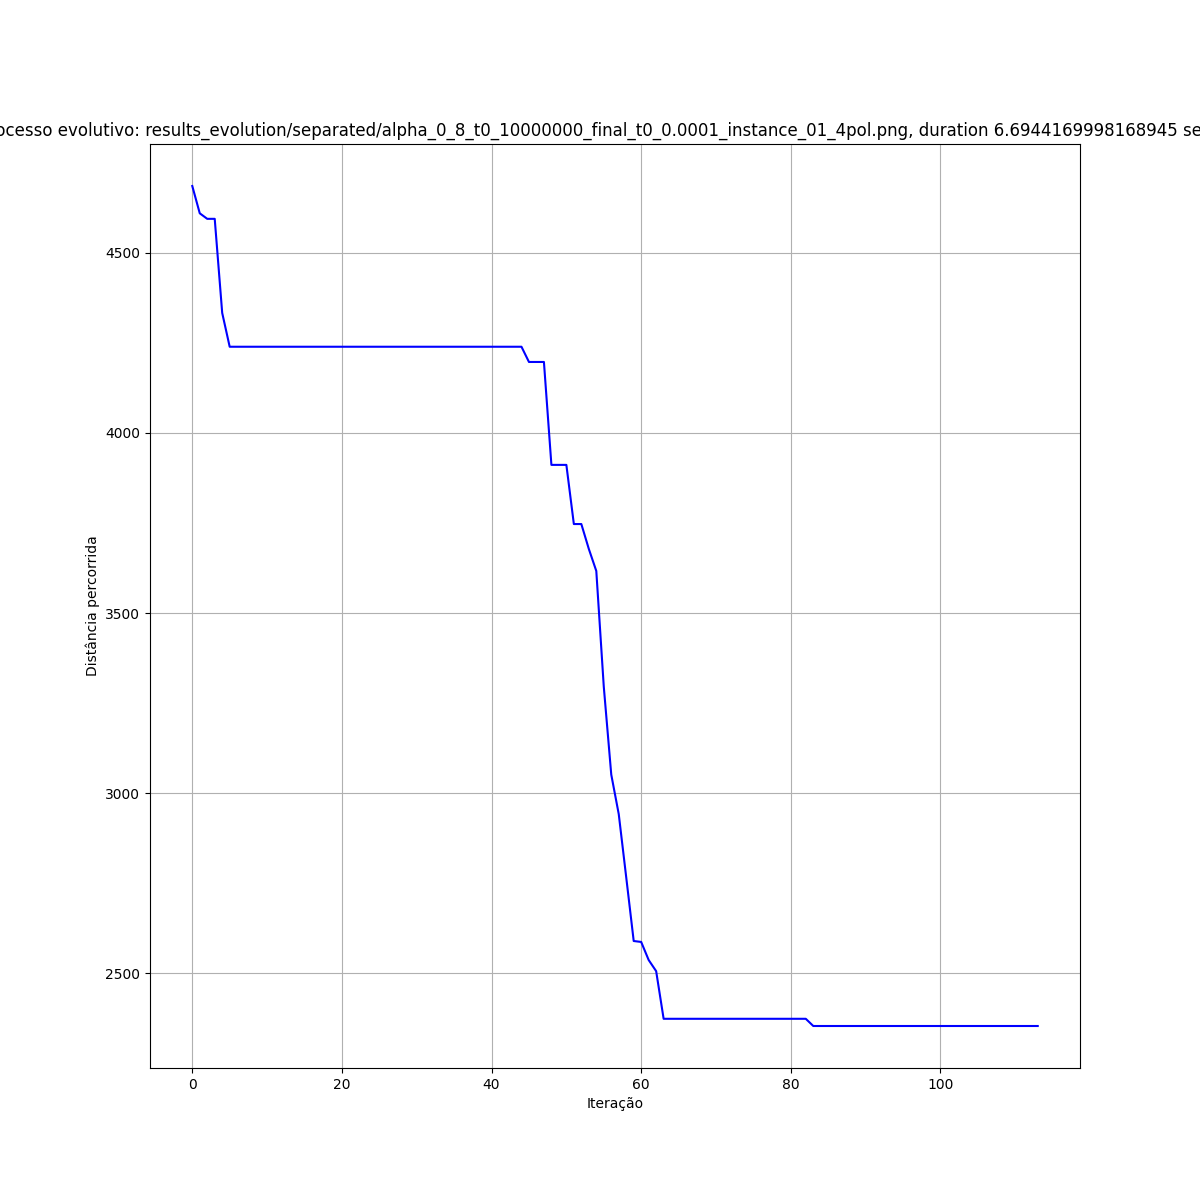 ocesso evolutivo: results_evolution/separated/alpha_0_8_t0_10000000_final_t0_0.0001_instance_01_4pol.png, duration 6.6944169998168945 se
4500
4000
3500
3000
2500
Distância percorrida
0 20 40 60 80 100
Iteração